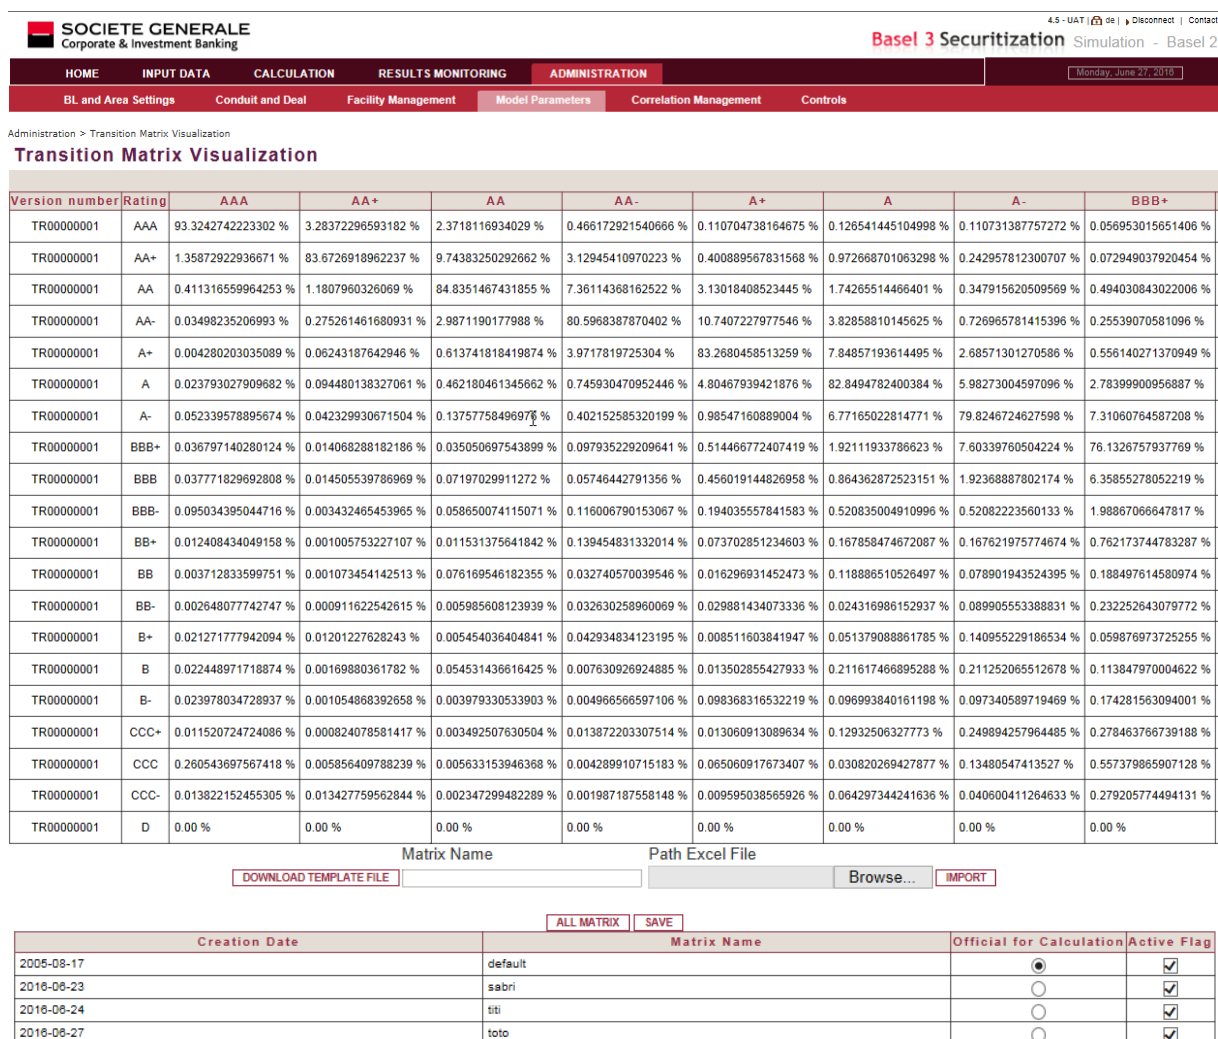 4.5 - UAT | de | Disconnect | Contact
SOCIETE GENERALE
Corporate & Investment Banking
Basel 3 Securitization Simulation - Basel 2
HOME INPUT DATA CALCULATION RESULTS MONITORING ADMINISTRATION Monday, June 27, 2016
BL and Area Settings Conduit and Deal Facility Management Model Parameters Correlation Management Controls
Administration > Transition Matrix Visualization
Transition Matrix Visualization
Version number Rating AAA AA+ AA AA- A+ A A- BBB+
TR00000001 AAA 93.3242742223302 % 3.28372296593182 % 2.3718116934029 % 0.466172921540666 % 0.110704738164675 % 0.126541445104998 % 0.110731387757272 % 0.056953015651406 %
TR00000001 AA+ 1.35872922936671 % 83.6726918962237 % 9.74383250292662 % 3.12945410970223 % 0.400889567831568 % 0.972668701063298 % 0.242957812300707 % 0.072949037920454 %
TR00000001 AA 0.411316559964253 % 1.1807960326069 % 84.8351467431855 % 7.36114368162522 % 3.13018408523445 % 1.74265514466401 % 0.347915620509569 % 0.494030843022006 %
TR00000001 AA- 0.03498235206993 % 0.275261461680931 % 2.9871190177988 % 80.5968387870402 % 10.7407227977546 % 3.82858810145625 % 0.726965781415396 % 0.25539070581096 %
TR00000001 A+ 0.004280203035089 % 0.06243187642946 % 0.613741818419874 % 3.9717819725304 % 83.2680458513259 % 7.84857193614495 % 2.68571301270586 % 0.556140271370949 %
TR00000001 A 0.023793027909682 % 0.094480138327061 % 0.462180461345662 % 0.745930470952446 % 4.80467939421876 % 82.8494782400384 % 5.98273004597096 % 2.78399900956887 %
TR00000001 A- 0.052339578895674 % 0.042329930671504 % 0.13757758496976 % 0.402152585320199 % 0.98547160889004 % 6.77165022814771 % 79.8246724627598 % 7.31060764587208 %
TR00000001 BBB+ 0.036797140280124 % 0.014068288182186 % 0.035050697543899 % 0.097935229209641 % 0.514466772407419 % 1.92111933786623 % 7.60339760504224 % 76.1326757937769 %
TR00000001 BBB 0.037771829692808 % 0.014505539786969 % 0.07197029911272 % 0.05746442791356 % 0.456019144826958 % 0.864362872523151 % 1.92368887802174 % 6.35855278052219 %
TR00000001 BBB- 0.095034395044716 % 0.003432465453965 % 0.058650074115071 % 0.116006790153067 % 0.194035557841583 % 0.520835004910996 % 0.52082223560133 % 1.98867066647817 %
TR00000001 BB+ 0.012408434049158 % 0.001005753227107 % 0.011531375641842 % 0.139454831332014 % 0.073702851234603 % 0.167858474672087 % 0.167621975774674 % 0.762173744783287 %
TR00000001 BB 0.003712833599751 % 0.001073454142513 % 0.076169546182355 % 0.032740570039546 % 0.016296931452473 % 0.118886510526497 % 0.078901943524395 % 0.188497614580974 %
TR00000001 BB- 0.002648077742747 % 0.000911622542615 % 0.005985608123939 % 0.032630258960069 % 0.029881434073336 % 0.024316986152937 % 0.089905553388831 % 0.232252643079772 %
TR00000001 B+ 0.021271777942094 % 0.01201227628243 % 0.005454036404841 % 0.042934834123195 % 0.008511603841947 % 0.051379088861785 % 0.140955229186534 % 0.059876973725255 %
TR00000001 B 0.022448971718874 % 0.00169880361782 % 0.054531436616425 % 0.007630926924885 % 0.013502855427933 % 0.211617466895288 % 0.211252065512678 % 0.113847970004622 %
TR00000001 B- 0.023978034728937 % 0.001054868392658 % 0.003979330533903 % 0.004966566597106 % 0.098368316532219 % 0.096993840161198 % 0.097340589719469 % 0.174281563094001 %
TR00000001 CCC+ 0.011520724724086 % 0.000824078581417 % 0.003492507630504 % 0.013872203307514 % 0.013060913089634 % 0.12932506327773 % 0.249894257964485 % 0.278463766739188 %
TR00000001 CCC 0.260543697567418 % 0.005856409788239 % 0.005633153946368 % 0.004289910715183 % 0.065060917673407 % 0.030820269427877 % 0.13480547413527 % 0.557379865907128 %
TR00000001 CCC- 0.013822152455305 % 0.013427759562844 % 0.002347299482289 % 0.001987187558148 % 0.009595038565926 % 0.064297344241636 % 0.040600411264633 % 0.279205774494131 %
TR00000001 D 0.00 % 0.00 % 0.00 % 0.00 % 0.00 % 0.00 % 0.00 % 0.00 %
Matrix Name Path Excel File
DOWNLOAD TEMPLATE FILE Browse... IMPORT
ALL MATRIX SAVE
Creation Date Matrix Name Official for Calculation Active Flag
2005-08-17 default
2016-06-23 sabri
2016-06-24 titi
2016-06-27 toto